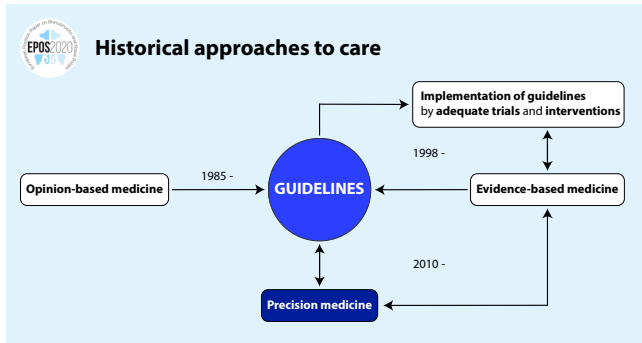 EPOS2020
Historical approaches to care
Implementation of guidelines
by adequate trials and interventions
1998 -
1985 -
Opinion-based medicine
GUIDELINES
Evidence-based medicine
2010 -
Precision medicine